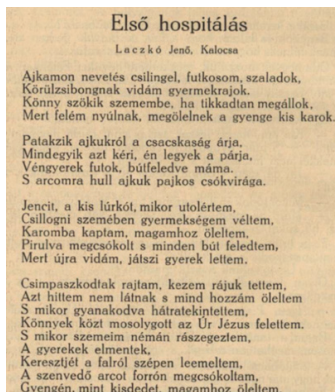 Első hospitálás
Laczkó Jenő, Kalocsa
Ajkamon nevetés csilingel, futkosom, szaladok,
Körülzsibongnak vidám gyermekrajok.
Könny szökik szemembe, ha tikkadtan megállok,
Mert felém nyúlnak, megölelnek a gyenge kis karok.
Patakzik ajkukról a csacskaság árja,
Mindegyik azt kéri, én legyek a párja,
Véngyerek futok, bútfeledve máma.
S arcomra hull ajkuk pajkos csókvirága.
Jencit, a kis lúrkót, mikor utolértem,
Csillogni szemében gyermekségem véltem.
Karomba kaptam, magamhoz öleltem,
Pirulva megcsókolt s minden bút feledtem,
Mert újra vidám, játszi gyerek lettem.
Csimpaszkodtak rajtam, kezem rájuk tettem,
Azt hittem nem látnak s mind hozzám öleltem
S mikor gyanakodva hátratekintettem,
Könnyek közt mosolygott az Úr Jézus felettem.
S mikor szemeim némán rászegeztem,
A gyerekek elmentek,
Keresztjét a falról szépen leemeltem,
A szenvedő arcot forrón megcsókoltam,
Gyengén, mint kisdedet, magamhoz öleltem